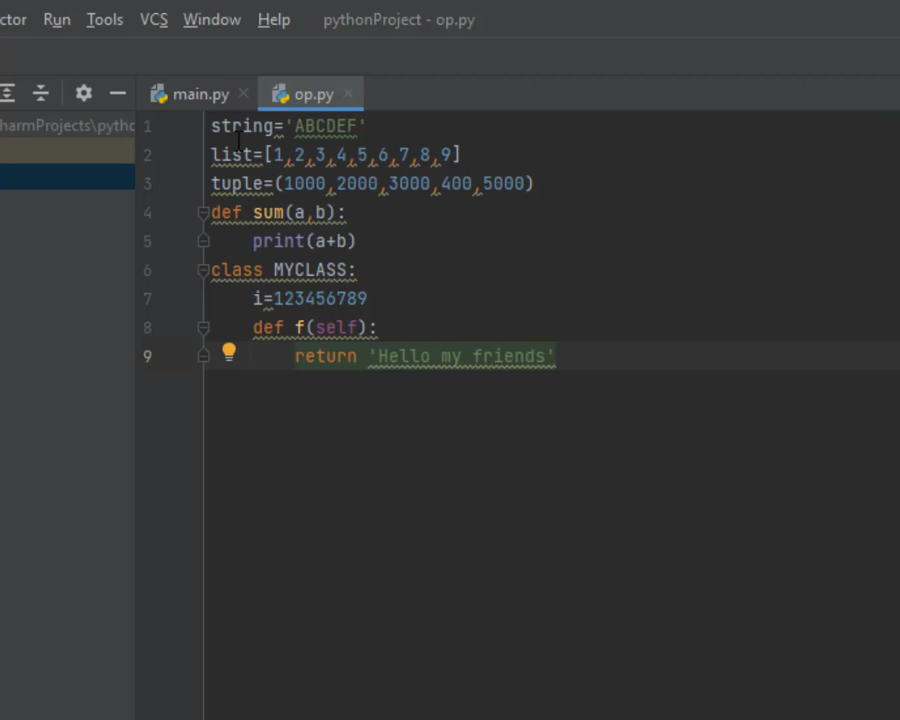 ctor Run Tools VCS Window Help pythonProject - op.py
main.py op.py
harmProjects\pythc
1 string='ABCDEF'
2 list=[1,2,3,4,5,6,7,8,9]
3 tuple=(1000,2000,3000,400,5000)
4 def sum(a,b):
5 print(a+b)
6 class MYCLASS:
7 i=123456789
8 def f(self):
9 return 'Hello my friends'